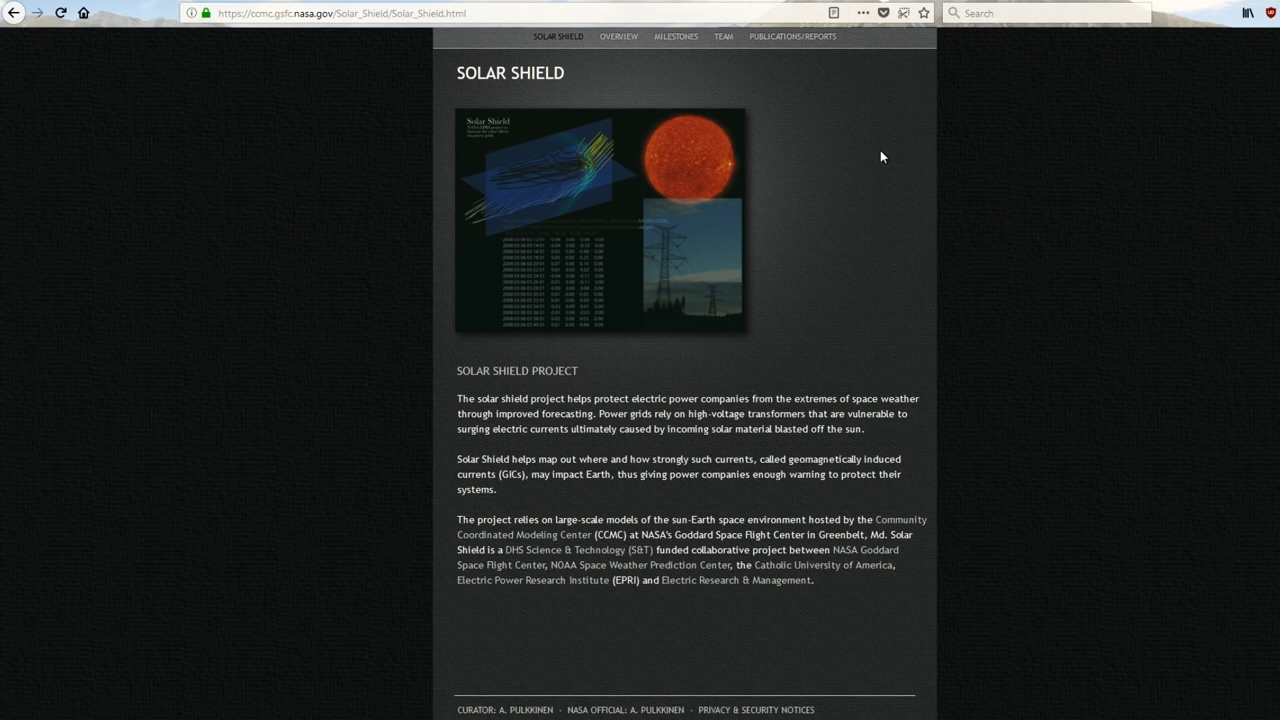 https://ccmc.gsfc.nasa.gov/Solar_Shield/Solar_Shield.html
Search
SOLAR SHIELD OVERVIEW MILESTONES TEAM PUBLICATIONS/REPORTS
SOLAR SHIELD
Solar Shield
SOLAR SHIELD PROJECT
The solar shield project helps protect electric power companies from the extremes of space weather
through improved forecasting. Power grids rely on high-voltage transformers that are vulnerable to
surging electric currents ultimately caused by incoming solar material blasted off the sun.
Solar Shield helps map out where and how strongly such currents, called geomagnetically induced
currents (GICs), may impact Earth, thus giving power companies enough warning to protect their
systems.
The project relies on large-scale models of the sun-Earth space environment hosted by the Community
Coordinated Modeling Center (CCMC) at NASA's Goddard Space Flight Center in Greenbelt, Md. Solar
Shield is a DHS Science & Technology (S&T) funded collaborative project between NASA Goddard
Space Flight Center, NOAA Space Weather Prediction Center, the Catholic University of America,
Electric Power Research Institute (EPRI) and Electric Research & Management.
CURATOR: A. PULKKINEN - NASA OFFICIAL: A. PULKKINEN - PRIVACY & SECURITY NOTICES